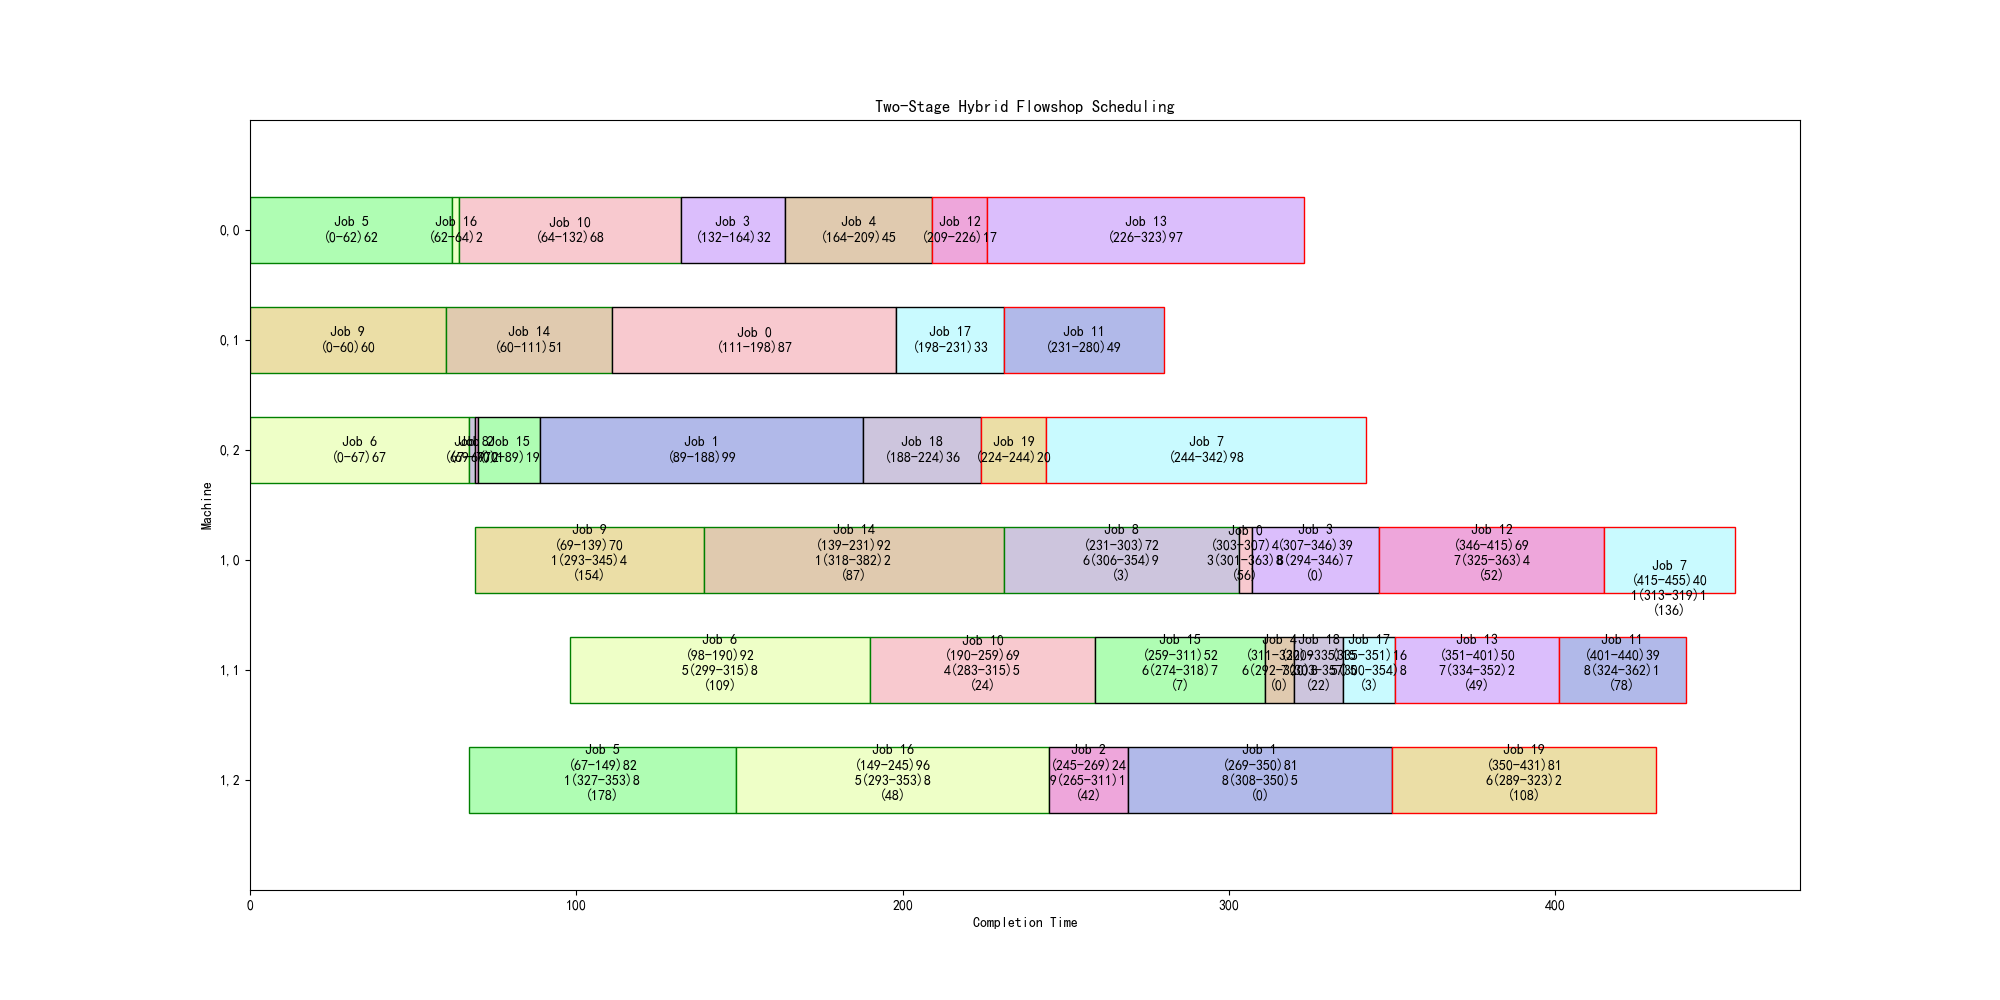 Two-Stage Hybrid Flowshop Scheduling
Machine
0,0
Job 5
(0-62)62
Job 16
(62-64)2
Job 10
(64-132)68
Job 3
(132-164)32
Job 4
(164-209)45
Job 12
(209-226)17
Job 13
(226-323)97
0,1
Job 9
(0-60)60
Job 14
(60-111)51
Job 0
(111-198)87
Job 17
(198-231)33
Job 11
(231-280)49
0,2
Job 6
(0-67)67
Job 15
Job 1
(89-188)99
Job 18
(188-224)36
Job 19
(224-244)20
Job 7
(244-342)98
1,0
Job 9
(69-139)70
1(293-345)4
(154)
Job 14
(139-231)92
1(318-382)2
(87)
Job 8
(231-303)72
6(306-354)9
(3)
Job 0
(303-307)4
3(301-363)8
(56)
Job 3
(307-346)39
8(294-346)7
(0)
Job 12
(346-415)69
7(325-363)4
(52)
Job 7
(415-455)40
1(313-319)1
(136)
1,1
Job 6
(98-190)92
5(299-315)8
(109)
Job 10
(190-259)69
4(283-315)5
(24)
Job 15
(259-311)52
6(274-318)7
(7)
Job 4
(0)
Job 18
(22)
Job 17
(3)
Job 13
(351-401)50
7(334-352)2
(49)
Job 11
(401-440)39
8(324-362)1
(78)
1,2
Job 5
(67-149)82
1(327-353)8
(178)
Job 16
(149-245)96
5(293-353)8
(48)
Job 2
(245-269)24
9(265-311)1
(42)
Job 1
(269-350)81
8(308-350)5
(0)
Job 19
(350-431)81
6(289-323)2
(108)
0
100
200
300
400
Completion Time